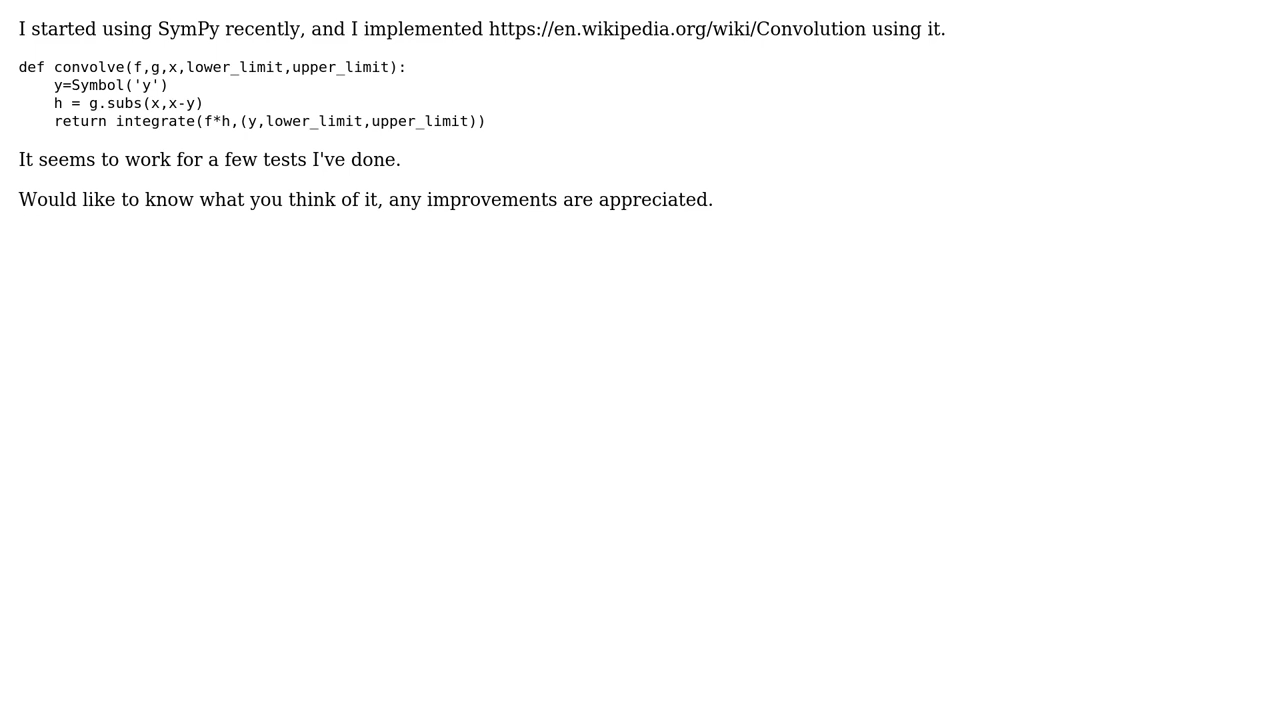 I started using SymPy recently, and I implemented https://en.wikipedia.org/wiki/Convolution using it.
def convolve(f,g,x,lower_limit,upper_limit):
    y=Symbol('y')
    h = g.subs(x,x-y)
    return integrate(f*h,(y,lower_limit,upper_limit))
It seems to work for a few tests I've done.
Would like to know what you think of it, any improvements are appreciated.